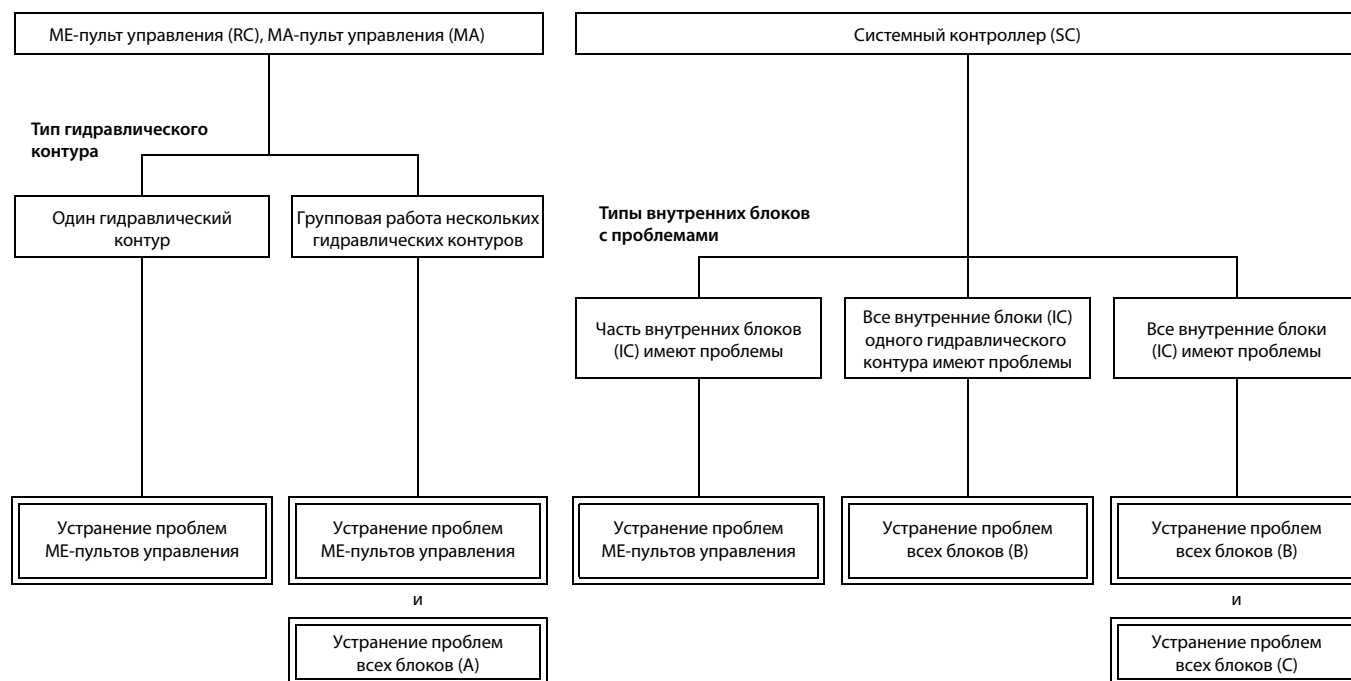 МЕ-пульт управления (RC), МА-пульт управления (MA)
Системный контроллер (SC)
Тип гидравлического
контура
Один гидравлический
контур
Групповая работа нескольких
гидравлических контуров
Типы внутренних блоков
с проблемами
Часть внутренних блоков
(IC) имеют проблемы
Все внутренние блоки (IC)
одного гидравлического
контура имеют проблемы
Все внутренние блоки
(IC) имеют проблемы
Устранение проблем
МЕ-пультов управления
Устранение проблем
МЕ-пультов управления
Устранение проблем
МЕ-пультов управления
Устранение проблем
всех блоков (B)
Устранение проблем
всех блоков (B)
и
и
Устранение проблем
всех блоков (A)
Устранение проблем
всех блоков (C)